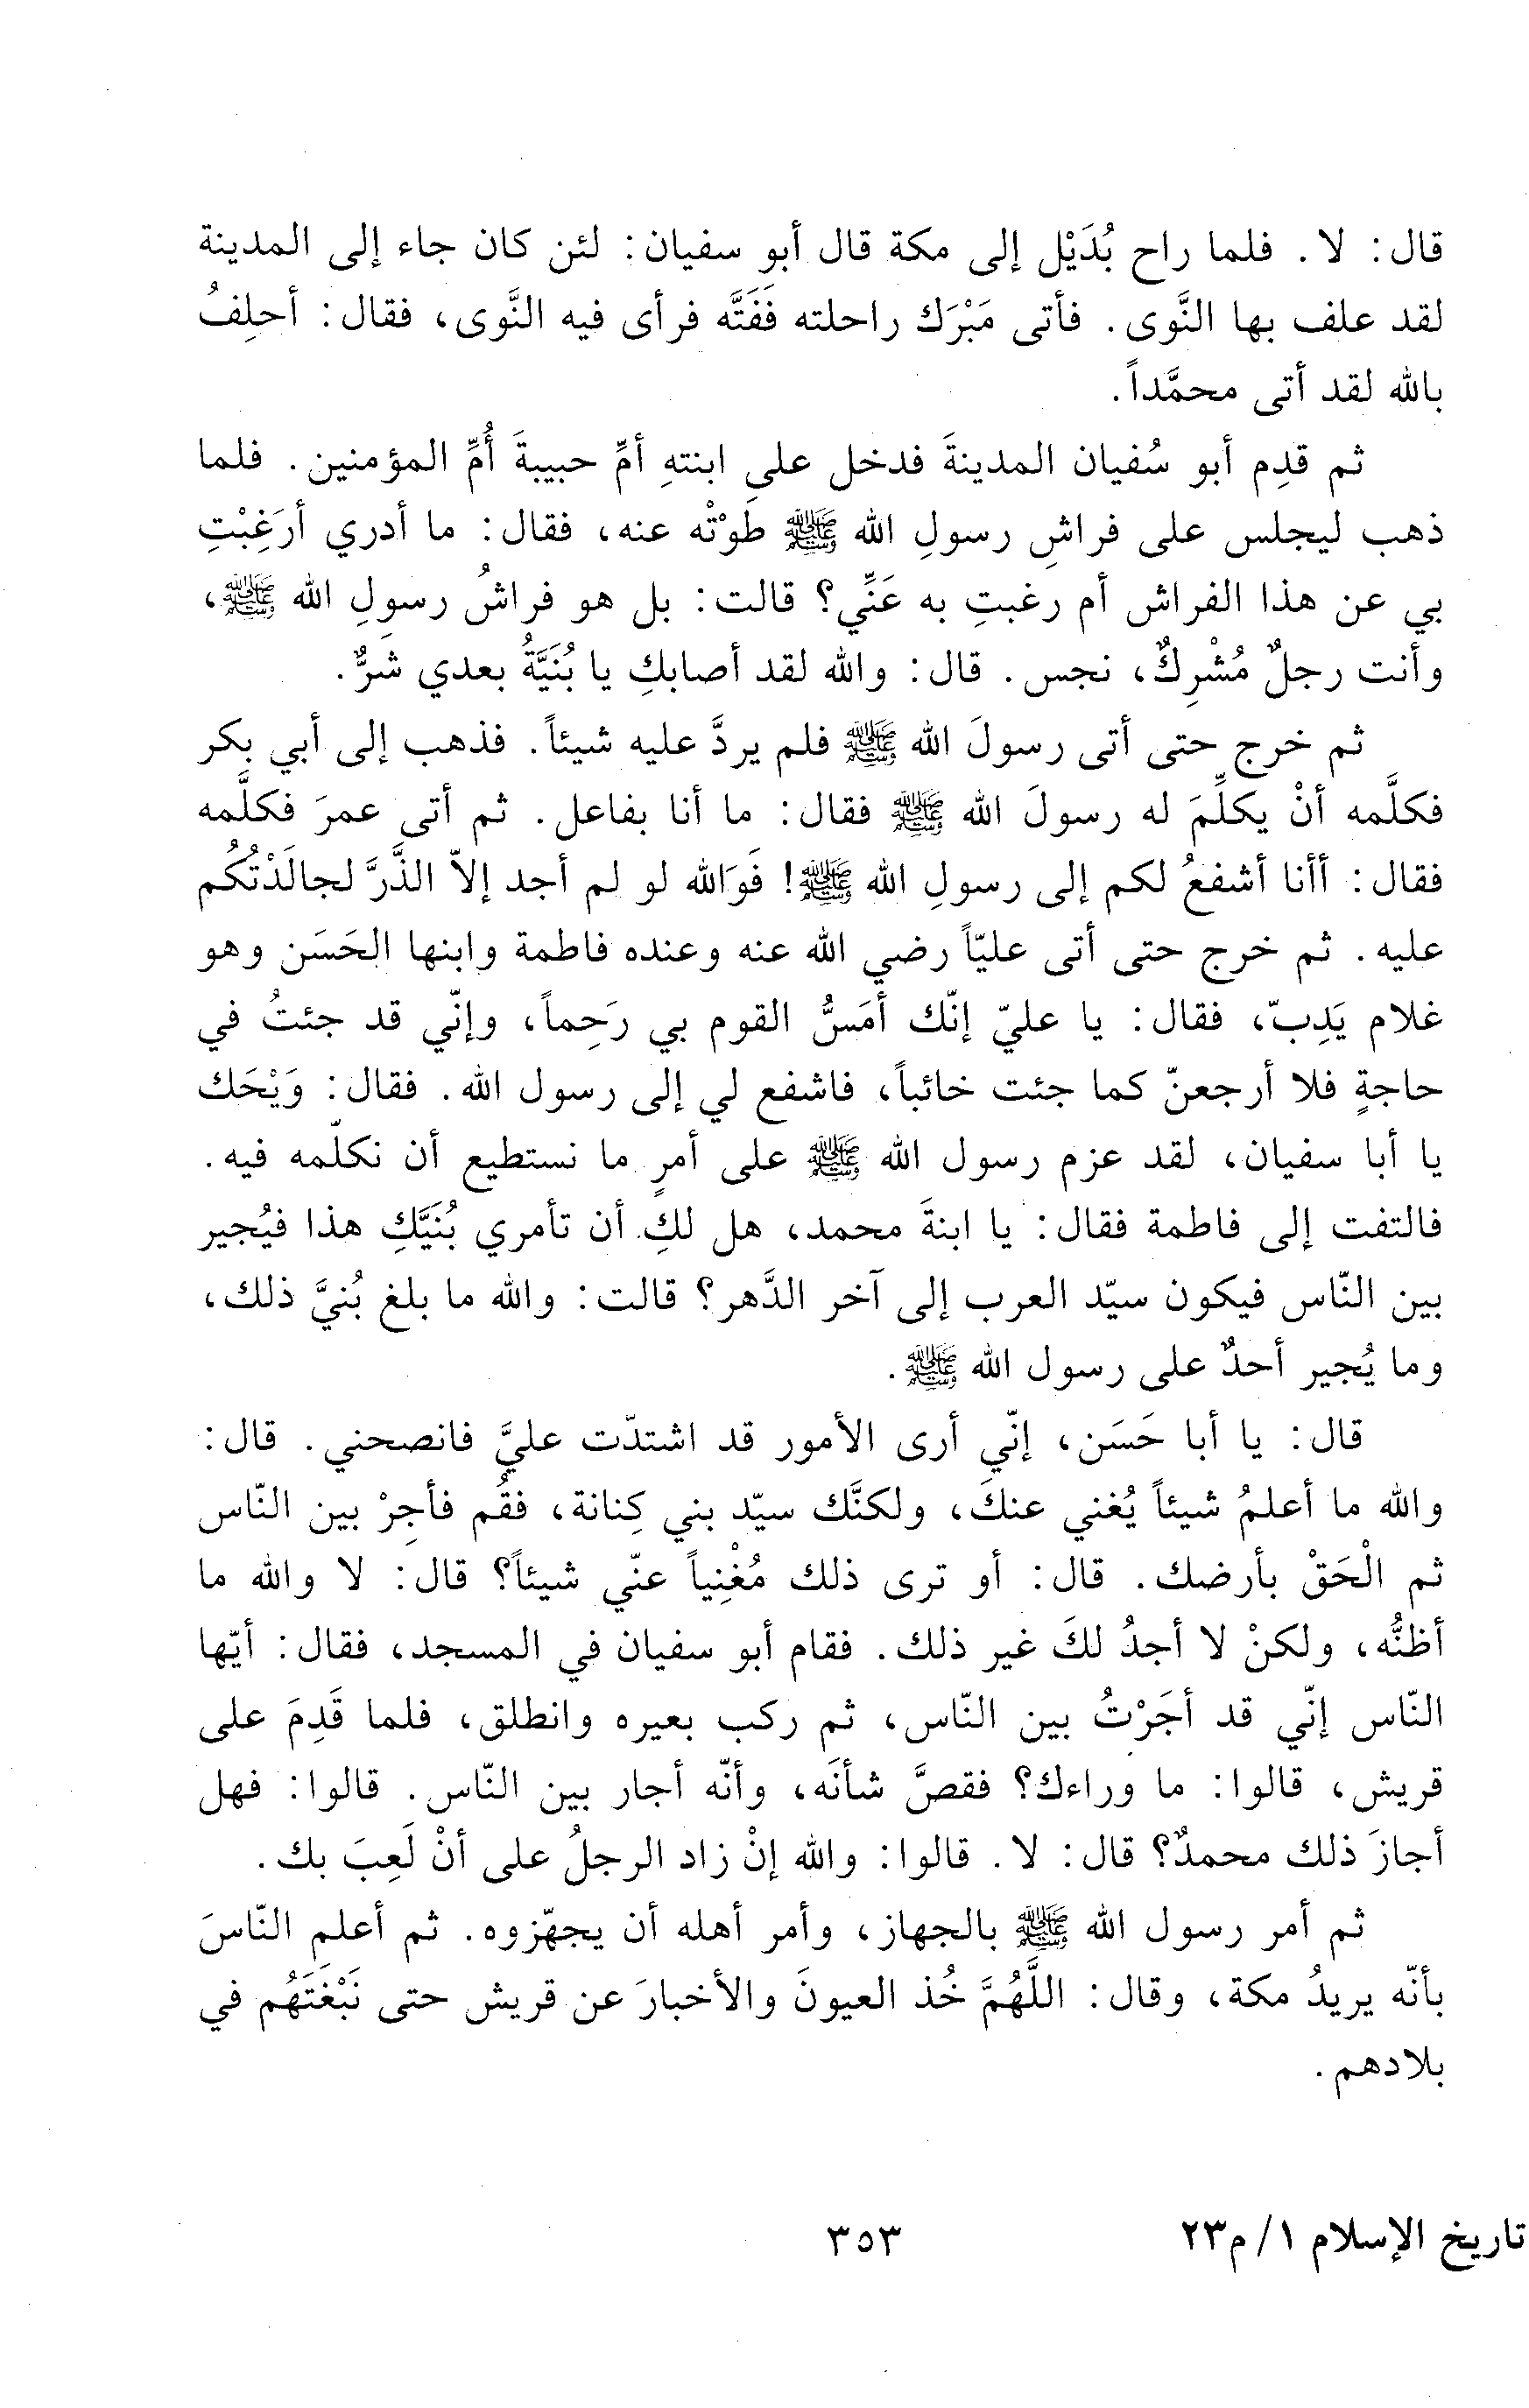 قال: لا. فلما راح بُدَيْل إلى مكة قال أبو سفيان: لئن كان جاء إلى المدينة
لقد علف بها النَّوى. فأتى مَبْرَك راحلته فَفَتَّه فرأى فيه النَّوى، فقال: أحلِفُ
بالله لقد أتى محمَّداً.
ثم قدِم أبو سُفيان المدينةَ فدخل على ابنتهِ أمِّ حبيبةَ أُمِّ المؤمنين. فلما
ذهب ليجلس على فراشِ رسولِ الله ﷺ طَوَتْه عنه، فقال: ما أدري أرَغِبْتِ
بي عن هذا الفراش أم رغبتِ به عَنِّي؟ قالت: بل هو فراشُ رسولِ الله ﷺ،
وأنت رجلٌ مُشْرِكٌ، نجس. قال: والله لقد أصابكِ يا بُنَيَّةُ بعدي شَرٌّ.
ثم خرج حتى أتى رسولَ الله ﷺ فلم يردَّ عليه شيئاً. فذهب إلى أبي بكر
فكلَّمه أنْ يكلِّمَ له رسولَ الله ﷺ فقال: ما أنا بفاعل. ثم أتى عمرَ فكلَّمه
فقال: أأنا أشفعُ لكم إلى رسولِ الله ﷺ! فَوَالله لو لم أجد إلاّ الذَّرَّ لجالَدْتُكُم
عليه. ثم خرج حتى أتى عليّاً رضي الله عنه وعنده فاطمة وابنها الحَسَن وهو
غلام يَدِبّ، فقال: يا عليّ إنّك أمَسُّ القوم بي رَحِماً، وإنّي قد جئتُ في
حاجةٍ فلا أرجعنّ كما جئت خائباً، فاشفع لي إلى رسول الله. فقال: وَيْحَك
يا أبا سفيان، لقد عزم رسول الله ﷺ على أمرٍ ما نستطيع أن نكلّمه فيه.
فالتفت إلى فاطمة فقال: يا ابنةَ محمد، هل لكِ أن تأمري بُنَيَّكِ هذا فيُجير
بين النّاس فيكون سيّد العرب إلى آخر الدَّهر؟ قالت: والله ما بلغ بُنيَّ ذلك،
وما يُجير أحدٌ على رسول الله ﷺ.
قال: يا أبا حَسَن، إنّي أرى الأمور قد اشتدّت عليَّ فانصحني. قال:
والله ما أعلمُ شيئاً يُغني عنكَ، ولكنَّك سيّد بني كِنانة، فقُم فأجِرْ بين النّاس
ثم الْحَقْ بأرضك. قال: أو ترى ذلك مُغْنِياً عنّي شيئاً؟ قال: لا والله ما
أظنُّه، ولكنْ لا أجدُ لكَ غير ذلك. فقام أبو سفيان في المسجد، فقال: أيّها
النّاس إنّي قد أجَرْتُ بين النّاس، ثم ركب بعيره وانطلق، فلما قَدِمَ على
قريش، قالوا: ما وراءك؟ فقصَّ شأنَه، وأنّه أجار بين النّاس. قالوا: فهل
أجازَ ذلك محمدٌ؟ قال: لا. قالوا: والله إنْ زاد الرجلُ على أنْ لَعِبَ بك.
ثم أمر رسول الله ﷺ بالجهاز، وأمر أهله أن يجهّزوه. ثم أعلم النّاسَ
بأنّه يريدُ مكة، وقال: اللَّهُمَّ خُذ العيونَ والأخبارَ عن قريش حتى نَبْغَتَهُم في
بلادهم.
تاريخ الإسلام ١/م٢٣
٣٥٣